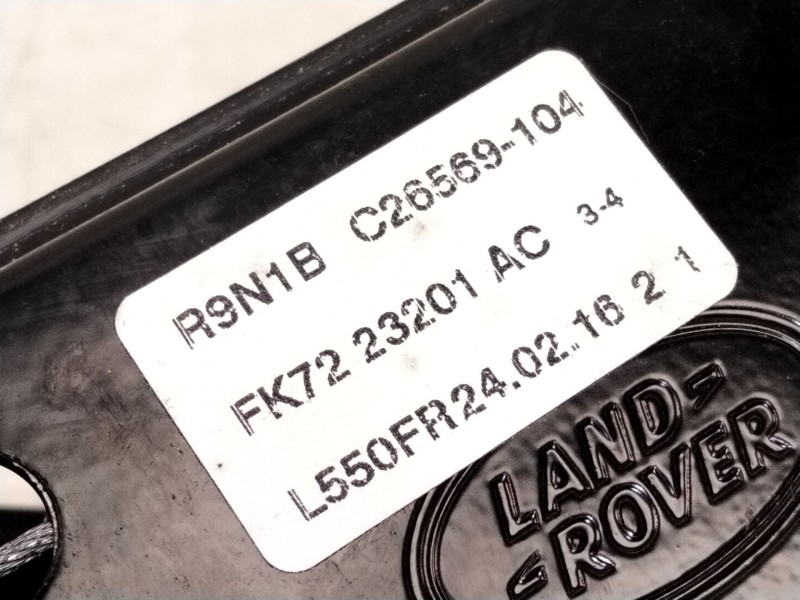 R9N1B C26569-104
FK72 23201 AC 3-4
L550FR24.02.16 2 1
LAND
ROVER